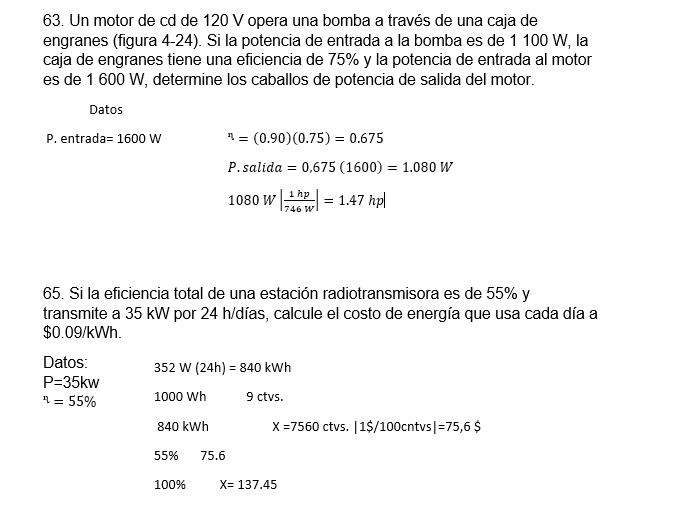 63. Un motor de cd de 120 V opera una bomba a través de una caja de
engranes (figura 4-24). Si la potencia de entrada a la bomba es de 1 100 W, la
caja de engranes tiene una eficiencia de 75% y la potencia de entrada al motor
es de 1 600 W, determine los caballos de potencia de salida del motor.
Datos
P. entrada= 1600 W
η = (0.90)(0.75) = 0.675
P. salida = 0,675 (1600) = 1.080 W
1080 W |1 hp/746 W| = 1.47 hp
65. Si la eficiencia total de una estación radiotransmisora es de 55% y
transmite a 35 kW por 24 h/días, calcule el costo de energía que usa cada día a
$0.09/kWh.
Datos:
P=35kw
η = 55%
352 W (24h) = 840 kWh
1000 Wh 9 ctvs.
840 kWh X =7560 ctvs. |1$/100cntvs|=75,6 $
55% 75.6
100% X= 137.45